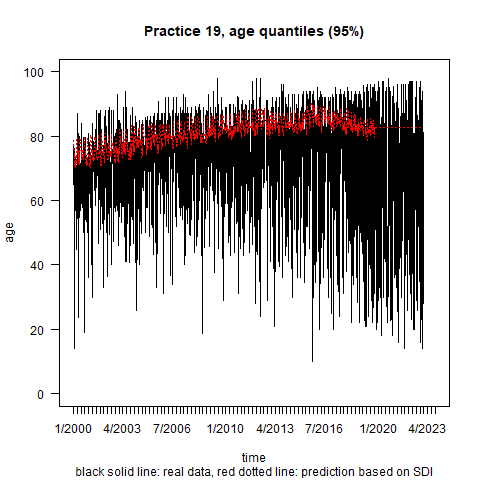 Practice 19, age quantiles (95%)
age
100
80
60
40
20
0
1/2000 4/2003 7/2006 1/2010 4/2013 7/2016 1/2020 4/2023
time
black solid line: real data, red dotted line: prediction based on SDI